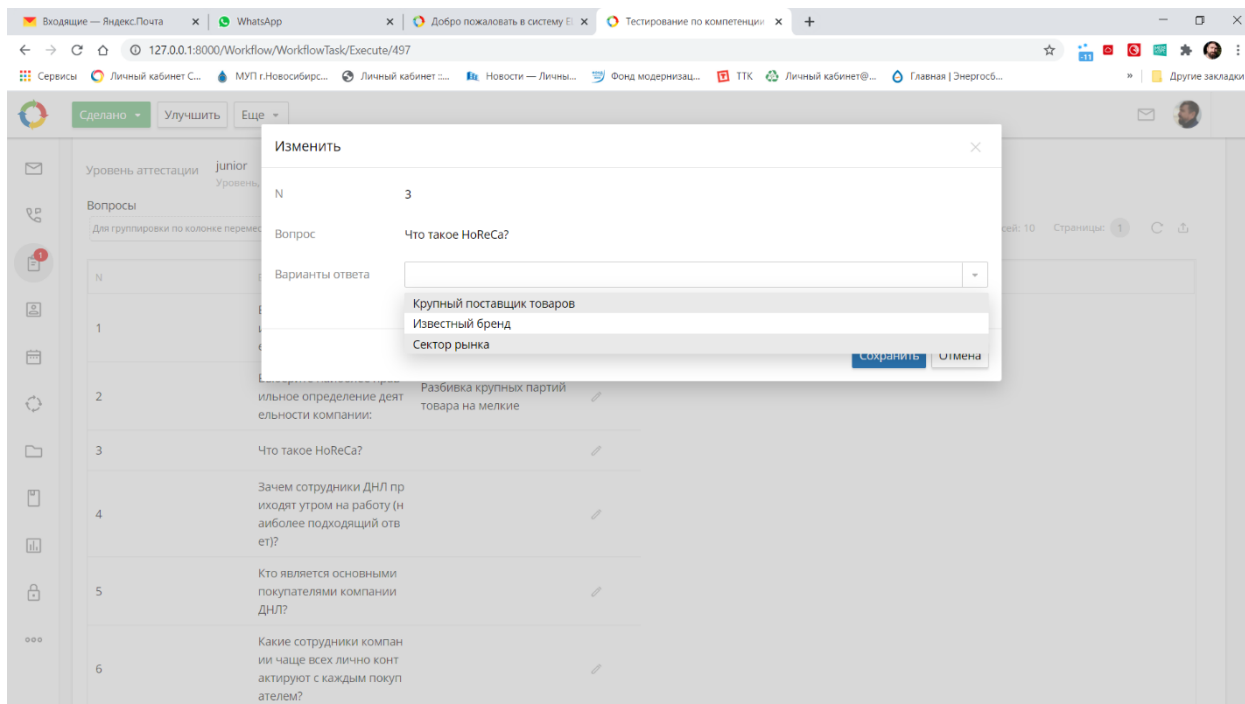 Входящие — Яндекс.Почта
WhatsApp
Добро пожаловать в систему E
Тестирование по компетенции
127.0.0.1:8000/Workflow/WorkflowTask/Execute/497
-11
Сервисы
Личный кабинет С...
МУП г.Новосибирс...
Личный кабинет ::...
Новости — Личны...
Фонд модернизац...
ТТК
Личный кабинет@...
Главная | Энергосб...
»
Другие закладки
Сделано
Улучшить
Еще
Изменить
Уровень аттестации
junior
Уровень,
N
3
Вопросы
Для группировки по колонке перемес
Вопрос
Что такое HoReCa?
сей: 10
Страницы:
1
1
Варианты ответа
N
Крупный поставщик товаров
Известный бренд
Сектор рынка
1
Сохранить
Отмена
2
ильное определение деят
ельности компании:
Разбивка крупных партий
товара на мелкие
3
Что такое HoReCa?
4
Зачем сотрудники ДНЛ пр
иходят утром на работу (н
аиболее подходящий отв
ет)?
5
Кто является основными
покупателями компании
ДНЛ?
6
Какие сотрудники компан
ии чаще всех лично конт
актируют с каждым покуп
ателем?